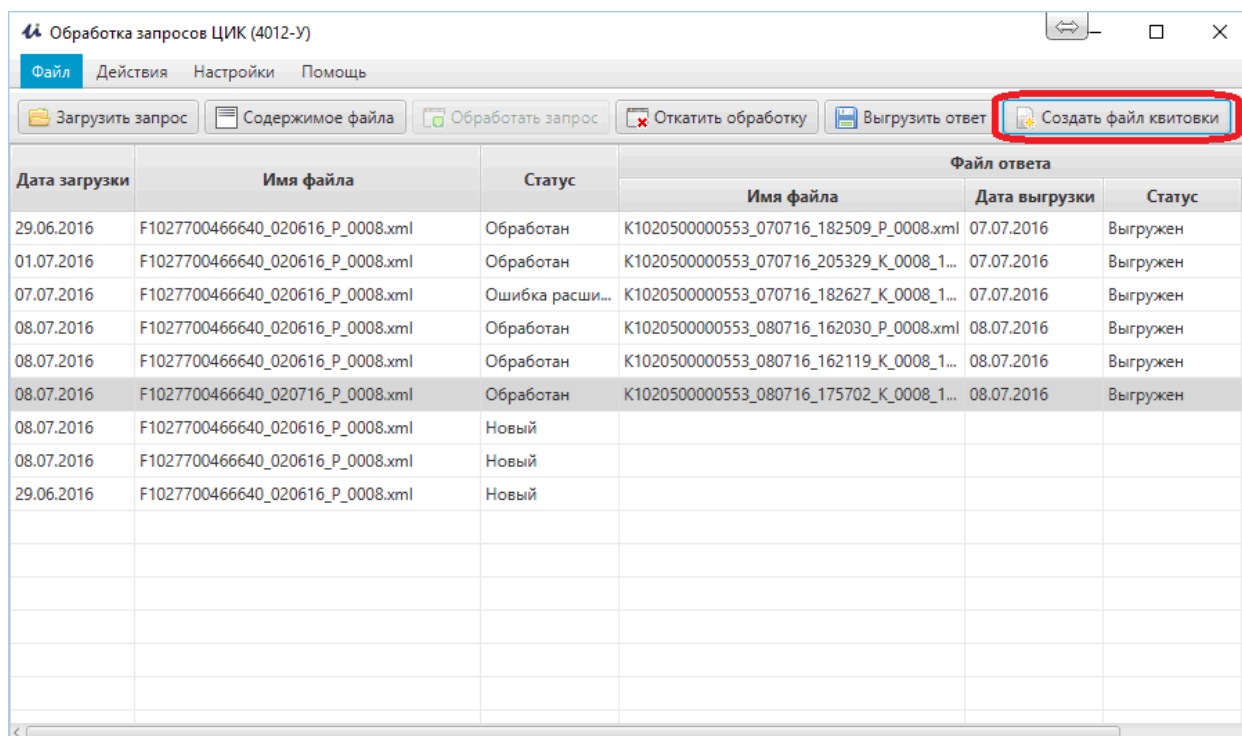 Обработка запросов ЦИК (4012-У)
Файл Действия Настройки Помощь
Загрузить запрос Содержимое файла Обработать запрос Откатить обработку Выгрузить ответ Создать файл квитовки
Дата загрузки Имя файла Статус Файл ответа
Имя файла Дата выгрузки Статус
29.06.2016 F1027700466640_020616_P_0008.xml Обработан K1020500000553_070716_182509_P_0008.xml 07.07.2016 Выгружен
01.07.2016 F1027700466640_020616_P_0008.xml Обработан K1020500000553_070716_205329_K_0008_1... 07.07.2016 Выгружен
07.07.2016 F1027700466640_020616_P_0008.xml Ошибка расши... K1020500000553_070716_182627_K_0008_1... 07.07.2016 Выгружен
08.07.2016 F1027700466640_020616_P_0008.xml Обработан K1020500000553_080716_162030_P_0008.xml 08.07.2016 Выгружен
08.07.2016 F1027700466640_020616_P_0008.xml Обработан K1020500000553_080716_162119_K_0008_1... 08.07.2016 Выгружен
08.07.2016 F1027700466640_020716_P_0008.xml Обработан K1020500000553_080716_175702_K_0008_1... 08.07.2016 Выгружен
08.07.2016 F1027700466640_020616_P_0008.xml Новый
08.07.2016 F1027700466640_020616_P_0008.xml Новый
29.06.2016 F1027700466640_020616_P_0008.xml Новый